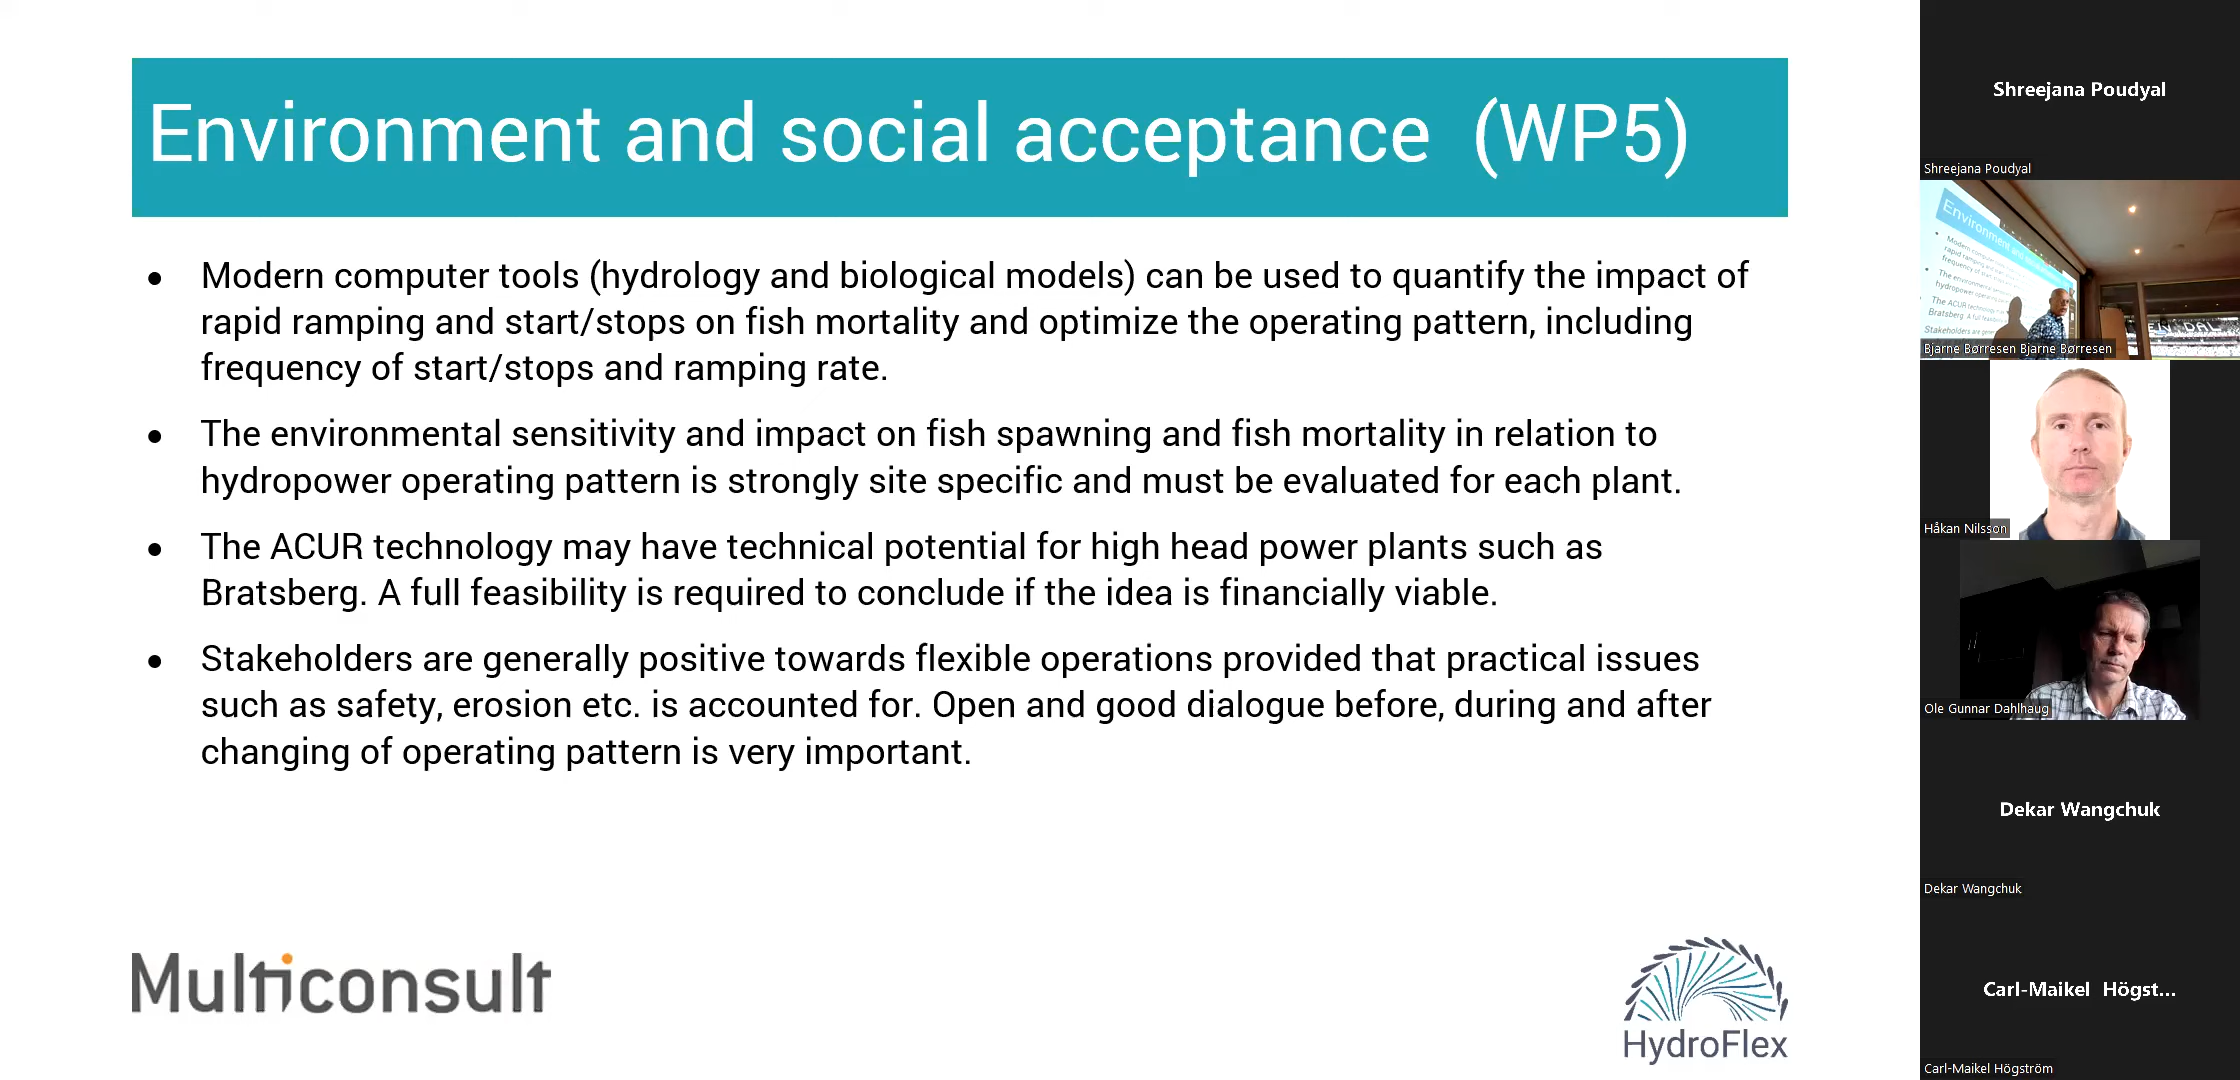 Environment and social acceptance (WP5)
● Modern computer tools (hydrology and biological models) can be used to quantify the impact of
rapid ramping and start/stops on fish mortality and optimize the operating pattern, including
frequency of start/stops and ramping rate.
● The environmental sensitivity and impact on fish spawning and fish mortality in relation to
hydropower operating pattern is strongly site specific and must be evaluated for each plant.
● The ACUR technology may have technical potential for high head power plants such as
Bratsberg. A full feasibility is required to conclude if the idea is financially viable.
● Stakeholders are generally positive towards flexible operations provided that practical issues
such as safety, erosion etc. is accounted for. Open and good dialogue before, during and after
changing of operating pattern is very important.
Multiconsult
HydroFlex
Shreejana Poudyal
Shreejana Poudyal
Bjarne Børresen Bjarne Børresen
Håkan Nilsson
Ole Gunnar Dahlhaug
Dekar Wangchuk
Dekar Wangchuk
Carl-Maikel Högst...
Carl-Maikel Högström